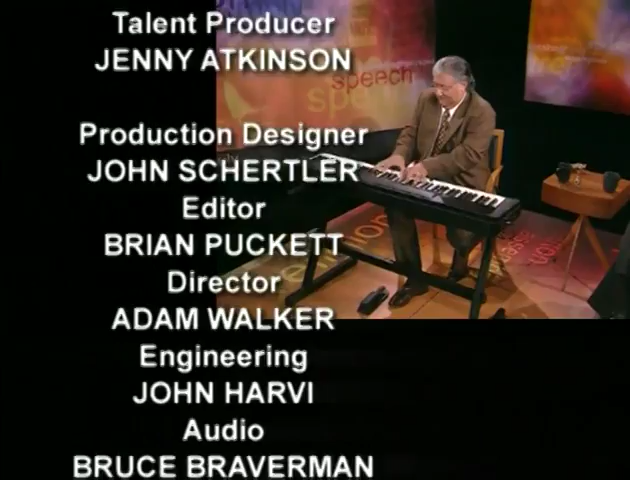 Talent Producer
JENNY ATKINSON
Production Designer
JOHN SCHERTLER
Editor
BRIAN PUCKETT
Director
ADAM WALKER
Engineering
JOHN HARVI
Audio
BRUCE BRAVERMAN
speech